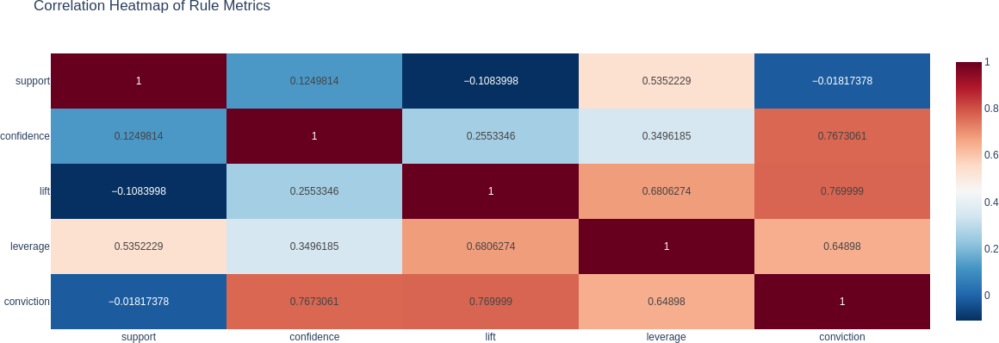 Correlation Heatmap of Rule Metrics
support 1 0.1249814 −0.1083998 0.5352229 −0.01817378
confidence 0.1249814 1 0.2553346 0.3496185 0.7673061
lift −0.1083998 0.2553346 1 0.6806274 0.769999
leverage 0.5352229 0.3496185 0.6806274 1 0.64898
conviction −0.01817378 0.7673061 0.769999 0.64898 1
support confidence lift leverage conviction
1
0.8
0.6
0.4
0.2
0